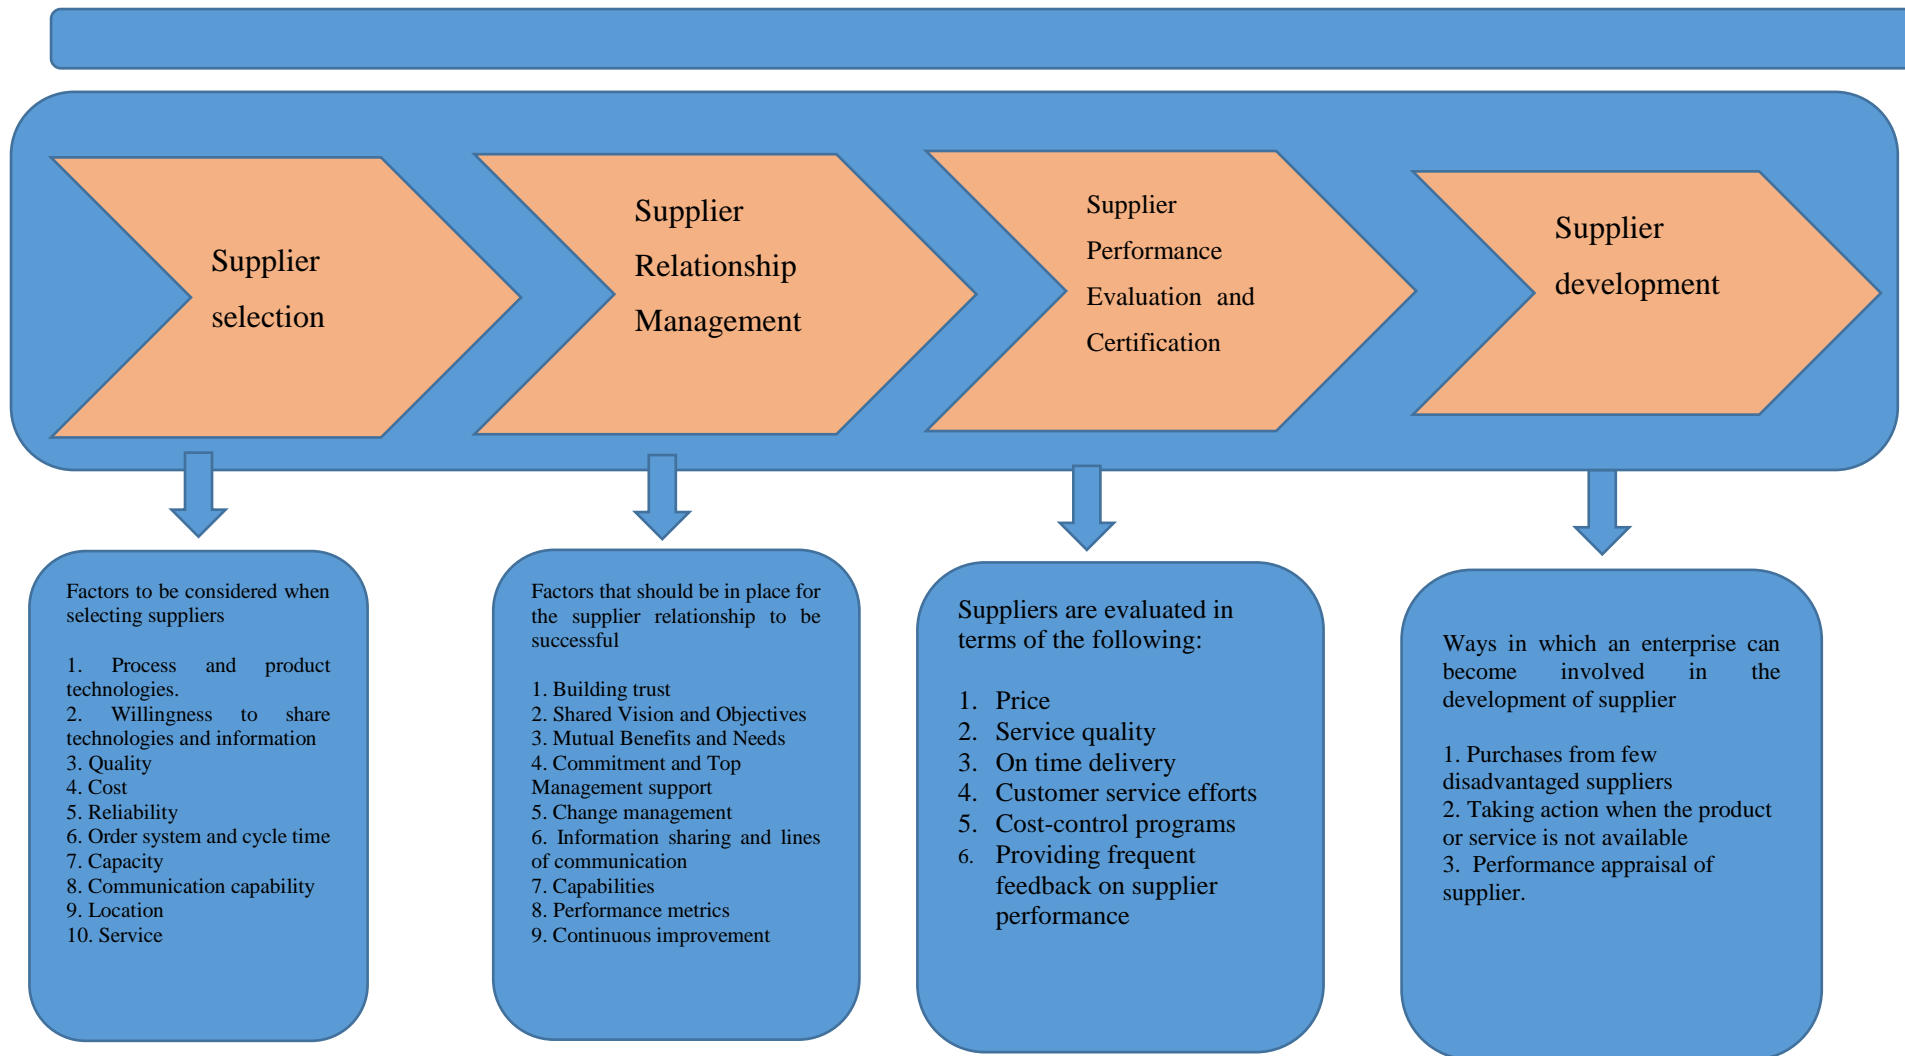 Supplier
selection
Supplier
Relationship
Management
Supplier
Performance
Evaluation and
Certification
Supplier
development
Factors to be considered when
selecting suppliers
1. Process and product
technologies.
2. Willingness to share
technologies and information
3. Quality
4. Cost
5. Reliability
6. Order system and cycle time
7. Capacity
8. Communication capability
9. Location
10. Service
Factors that should be in place for
the supplier relationship to be
successful
1. Building trust
2. Shared Vision and Objectives
3. Mutual Benefits and Needs
4. Commitment and Top
Management support
5. Change management
6. Information sharing and lines
of communication
7. Capabilities
8. Performance metrics
9. Continuous improvement
Suppliers are evaluated in
terms of the following:
1. Price
2. Service quality
3. On time delivery
4. Customer service efforts
5. Cost-control programs
6. Providing frequent
feedback on supplier
performance
Ways in which an enterprise can
become involved in the
development of supplier
1. Purchases from few
disadvantaged suppliers
2. Taking action when the product
or service is not available
3. Performance appraisal of
supplier.